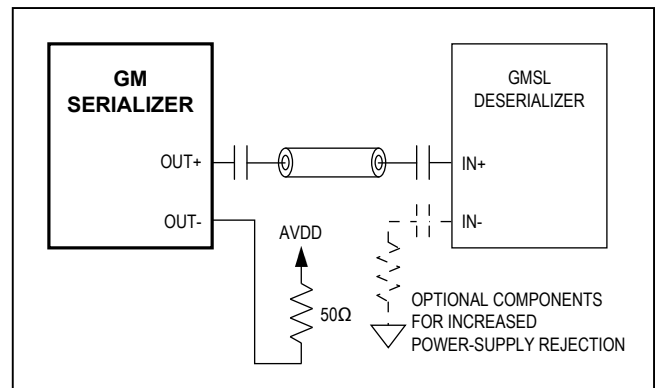 GM
SERIALIZER
OUT+
OUT-
AVDD
50Ω
GMSL
DESERIALIZER
IN+
IN-
OPTIONAL COMPONENTS
FOR INCREASED
POWER-SUPPLY REJECTION